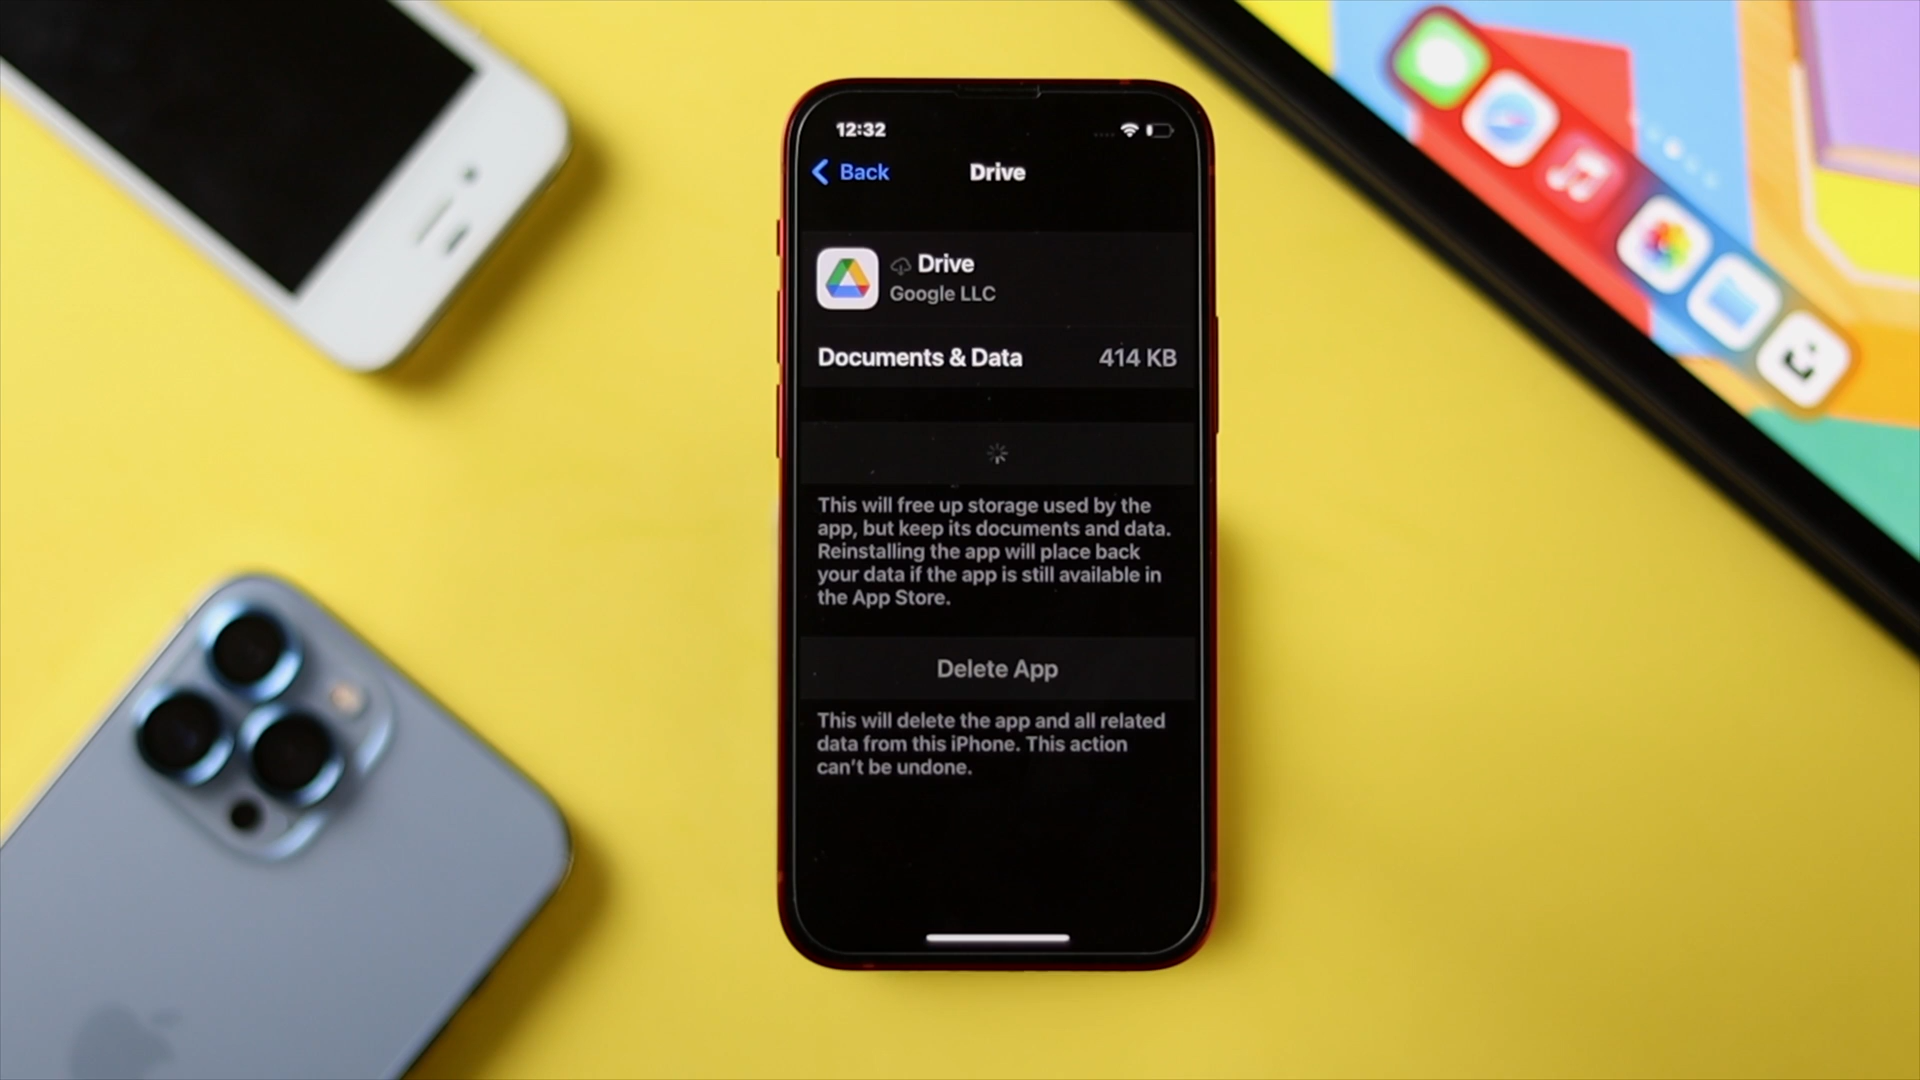 12:32
Back
Drive
Drive
Google LLC
Documents & Data 414 KB
This will free up storage used by the
app, but keep its documents and data.
Reinstalling the app will place back
your data if the app is still available in
the App Store.
Delete App
This will delete the app and all related
data from this iPhone. This action
can't be undone.